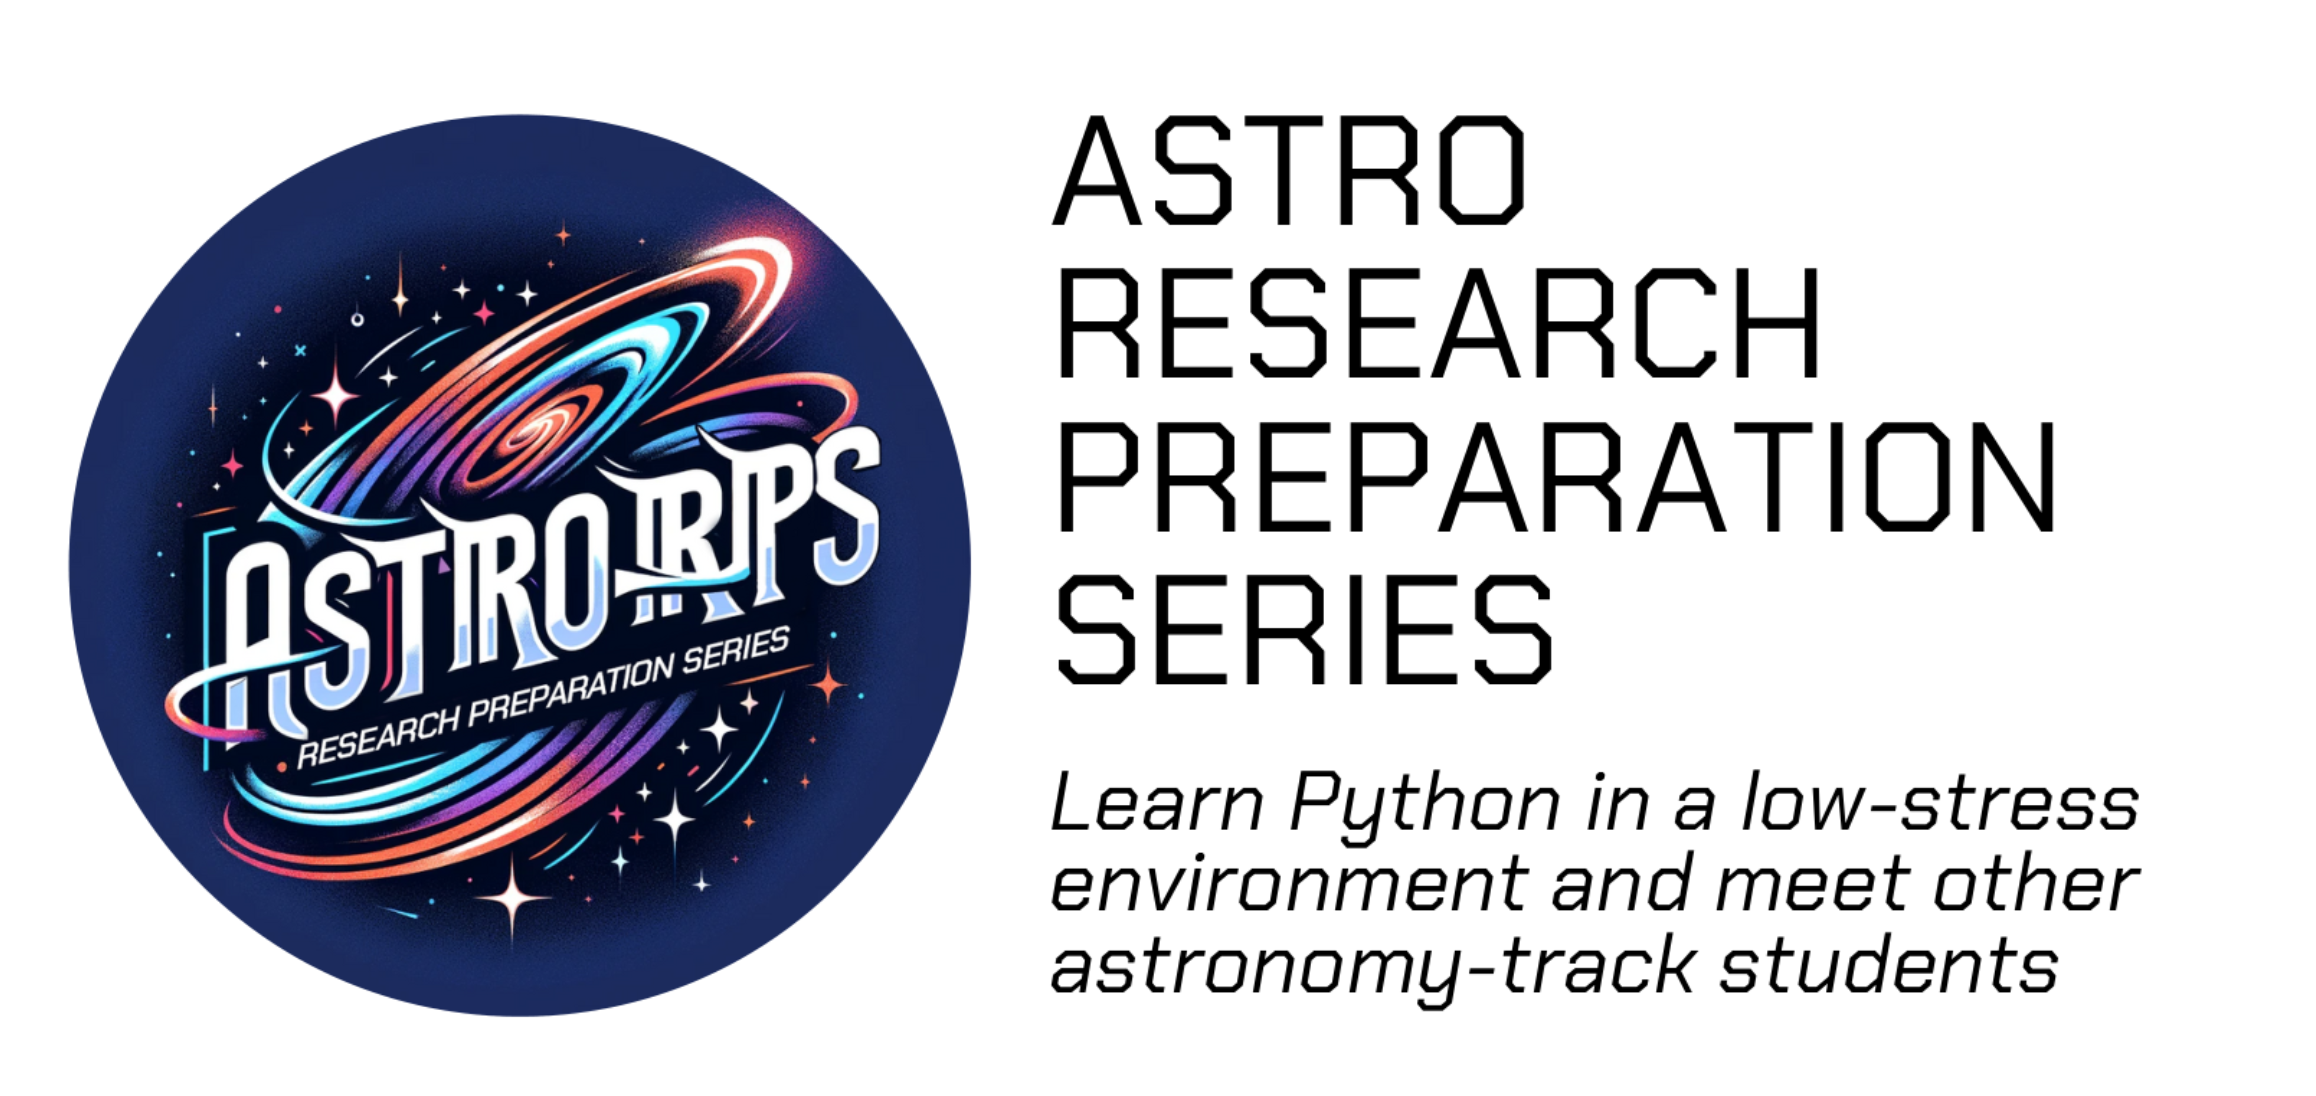 ASTRO RPS
RESEARCH PREPARATION SERIES
ASTRO
RESEARCH
PREPARATION
SERIES
Learn Python in a low-stress
environment and meet other
astronomy-track students